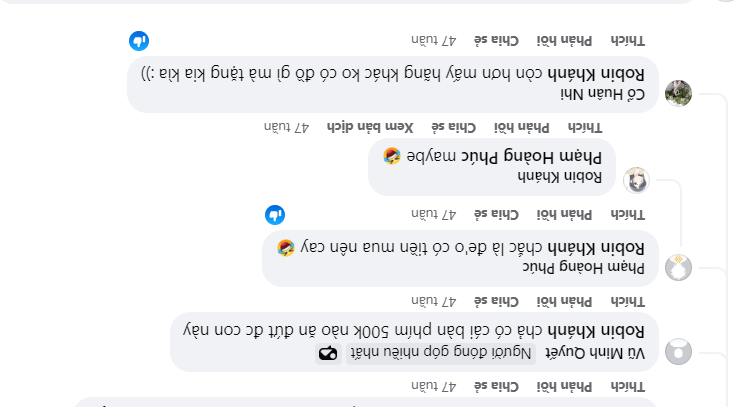 Thích Phản hồi Chia sẻ 47 tuần
Vũ Minh Quyết Người đóng góp nhiều nhất
Robin Khánh chả có cái bàn phím 500k nào ăn đứt đc con này
Thích Phản hồi Chia sẻ 47 tuần
Phạm Hoàng Phúc
Robin Khánh chắc là đe'o có tiền mua nên cay 🤣
Thích Phản hồi Chia sẻ 47 tuần
Robin Khánh
Phạm Hoàng Phúc maybe 🤣
Thích Phản hồi Chia sẻ Xem bản dịch 47 tuần
Cố Huân Nhi
Robin Khánh còn hơn mấy hãng khác ko có đồ gì mà tặng kia kìa :))
Thích Phản hồi Chia sẻ 47 tuần